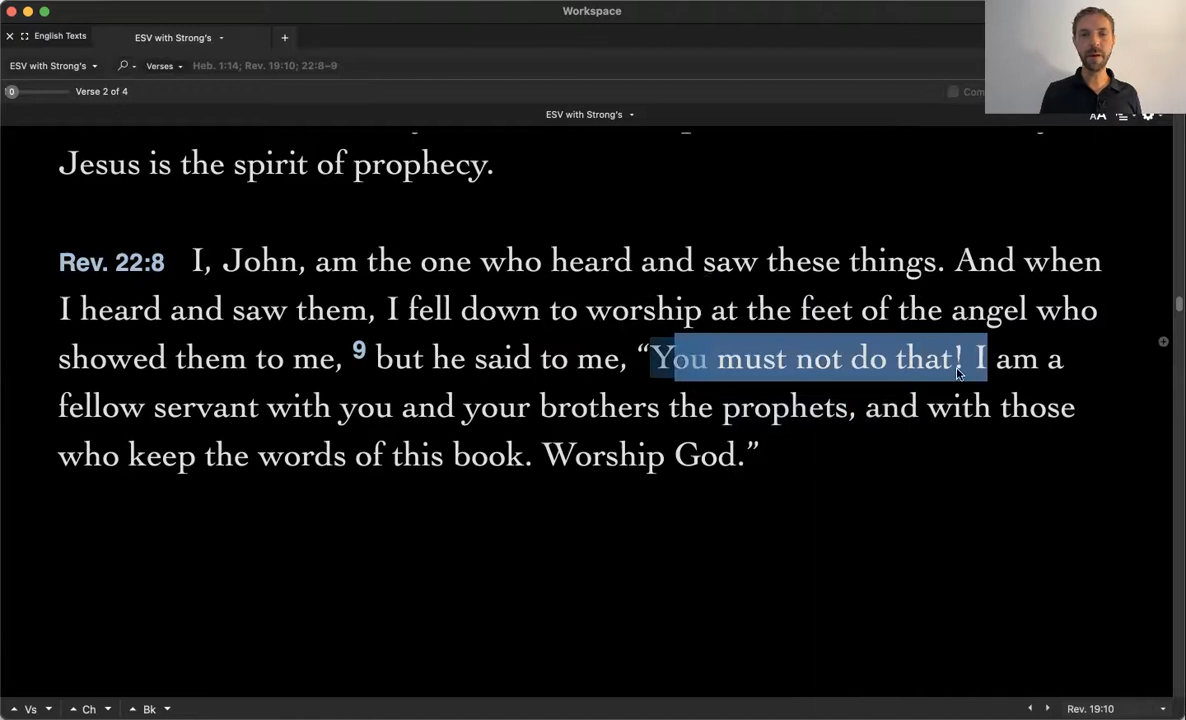 Workspace
English Texts
ESV with Strong's
+
ESV with Strong's
Verses
Heb. 1:14; Rev. 19:10; 22:8–9
0
Verse 2 of 4
Com
ESV with Strong's
AA
Jesus is the spirit of prophecy.
Rev. 22:8 I, John, am the one who heard and saw these things. And when
I heard and saw them, I fell down to worship at the feet of the angel who
showed them to me, 9 but he said to me, “You must not do that! I am a
fellow servant with you and your brothers the prophets, and with those
who keep the words of this book. Worship God.”
Vs
Ch
Bk
Rev. 19:10